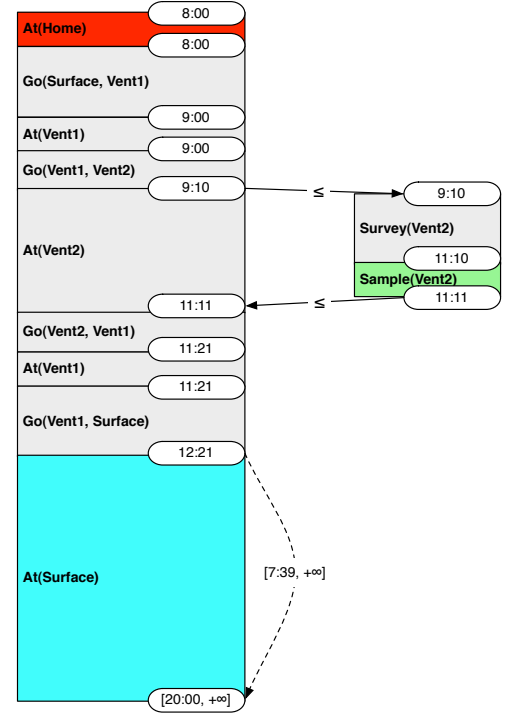 8:00
At(Home)
8:00
Go(Surface, Vent1)
9:00
At(Vent1)
9:00
Go(Vent1, Vent2)
9:10
≤
9:10
Survey(Vent2)
At(Vent2)
11:10
Sample(Vent2)
11:11
≤
11:11
Go(Vent2, Vent1)
11:21
At(Vent1)
11:21
Go(Vent1, Surface)
12:21
[7:39, +∞]
At(Surface)
[20:00, +∞]